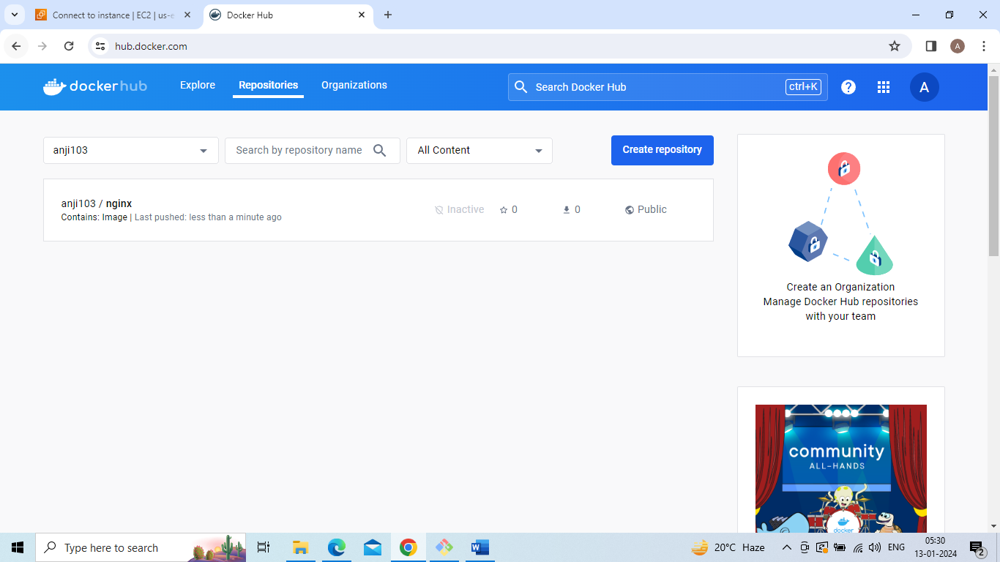 Connect to instance | EC2 | us-e
Docker Hub
hub.docker.com
A
dockerhub
Explore
Repositories
Organizations
Search Docker Hub
ctrl+K
?
A
anji103
Search by repository name
All Content
Create repository
anji103 / nginx
Contains: Image | Last pushed: less than a minute ago
Inactive
0
0
Public
Create an Organization
Manage Docker Hub repositories
with your team
community
ALL-HANDS
docker
Type here to search
20°C Haze
ENG
05:30
13-01-2024
2